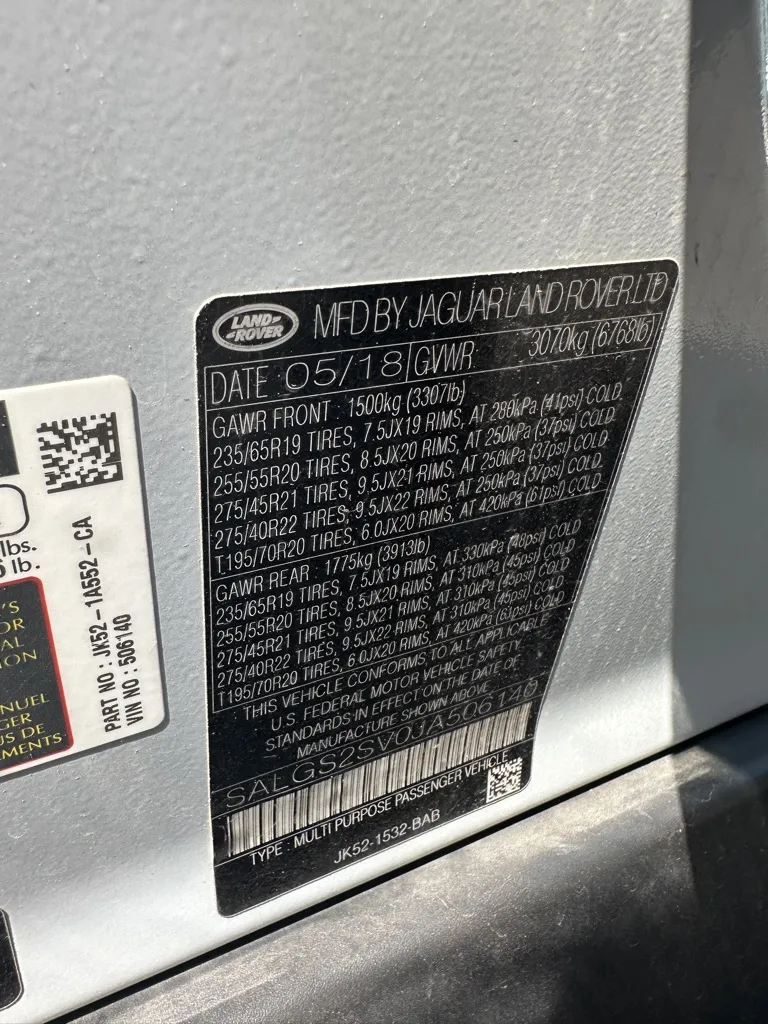 LAND-
-ROVER
MFD BY JAGUAR LAND ROVER LTD
DATE 05/18 GVWR 3070kg (6768lb)
GAWR FRONT 1500kg (3307lb)
235/65R19 TIRES, 7.5JX19 RIMS, AT 280kPa (41psi) COLD
255/55R20 TIRES, 8.5JX20 RIMS, AT 250kPa (37psi) COLD
275/45R21 TIRES, 9.5JX21 RIMS, AT 250kPa (37psi) COLD
275/40R22 TIRES, 9.5JX22 RIMS, AT 250kPa (37psi) COLD
T195/70R20 TIRES, 6.0JX20 RIMS, AT 420kPa (61psi) COLD
GAWR REAR 1775kg (3913lb)
235/65R19 TIRES, 7.5JX19 RIMS, AT 330kPa (48psi) COLD
255/55R20 TIRES, 8.5JX20 RIMS, AT 310kPa (45psi) COLD
275/45R21 TIRES, 9.5JX21 RIMS, AT 310kPa (45psi) COLD
275/40R22 TIRES, 9.5JX22 RIMS, AT 310kPa (45psi) COLD
T195/70R20 TIRES, 6.0JX20 RIMS, AT 420kPa (61psi) COLD
THIS VEHICLE CONFORMS TO ALL APPLICABLE
U.S. FEDERAL MOTOR VEHICLE SAFETY
STANDARDS IN EFFECT ON THE DATE OF
MANUFACTURE SHOWN ABOVE
SALGS2SV0JA506140
TYPE : MULTI PURPOSE PASSENGER VEHICLE
JK52-1532-BAB
PART NO : JK52-1A552-CA
VIN NO : 506140
lbs.
lb.
'S
OR
AL
ION
NUEL
GER
US DE
MENTS